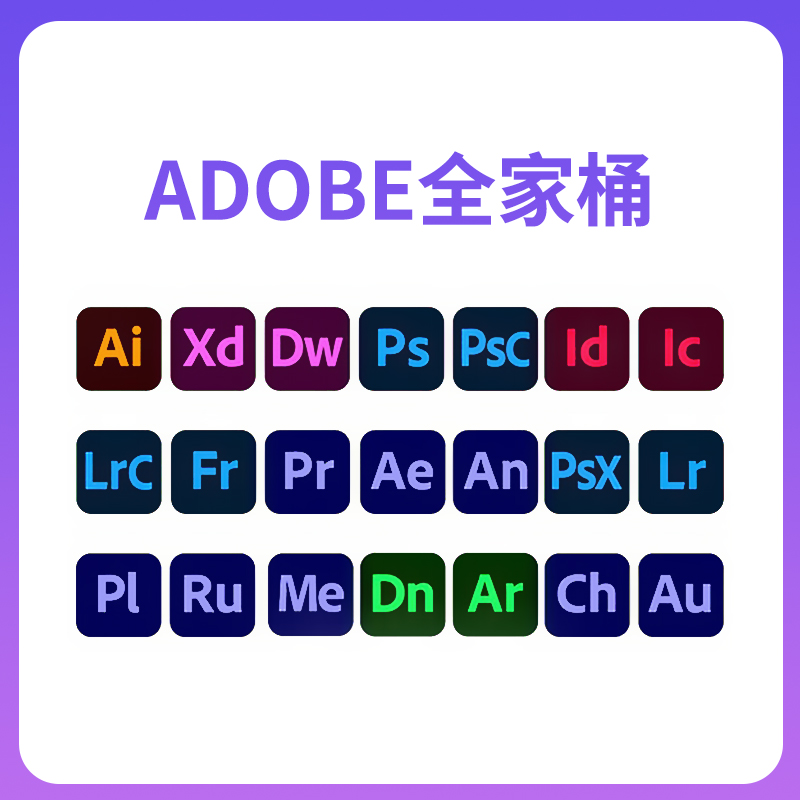 ADOBE全家桶
Ai Xd Dw Ps PsC Id Ic
LrC Fr Pr Ae An PsX Lr
Pl Ru Me Dn Ar Ch Au